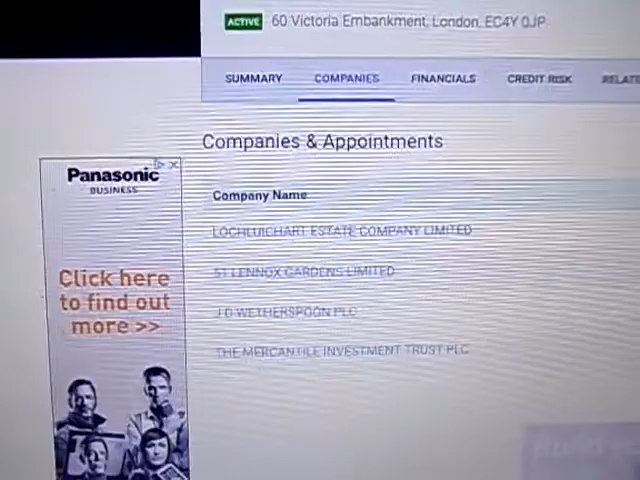 ACTIVE 60 Victoria Embankment, London, EC4Y 0JP
SUMMARY COMPANIES FINANCIALS CREDIT RISK RELATE
Companies & Appointments
Panasonic
BUSINESS
Company Name
LOCHLUICHART ESTATE COMPANY LIMITED
Click here
to find out
more >>
ST LENNOX GARDENS LIMITED
J D WETHERSPOON PLC
THE MERCANTILE INVESTMENT TRUST PLC